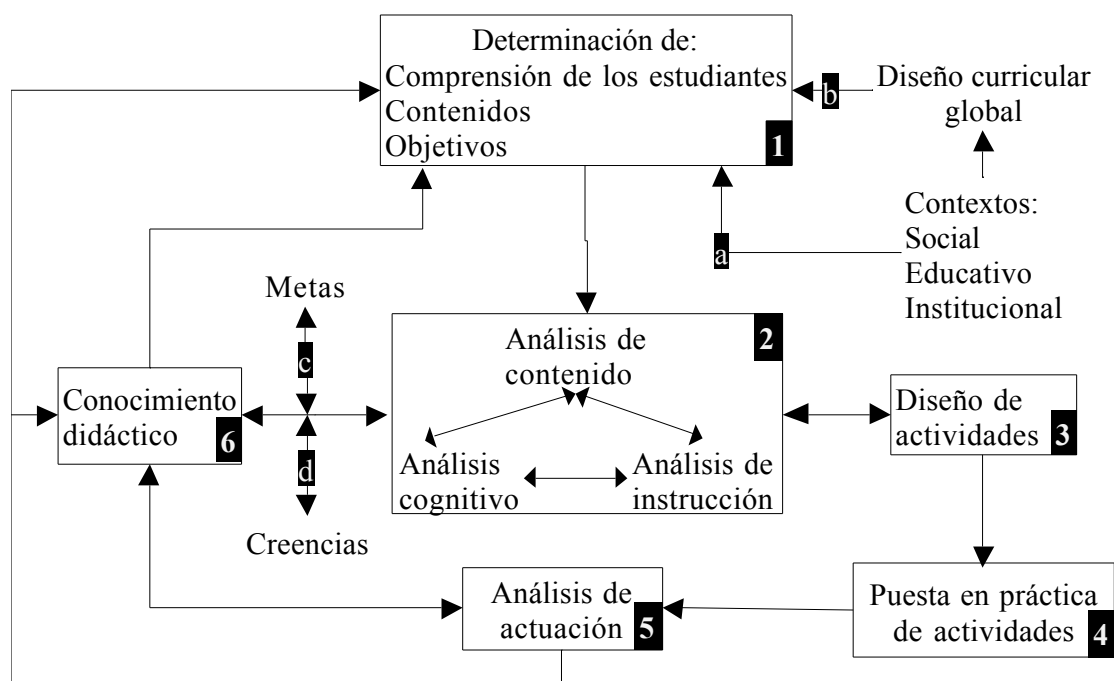 Determinación de:
Comprensión de los estudiantes
Contenidos
Objetivos
1
b
Diseño curricular
global
a
Contextos:
Social
Educativo
Institucional
Metas
c
d
Creencias
Conocimiento
didáctico
6
Análisis de
contenido
2
Análisis
cognitivo
Análisis de
instrucción
Diseño de
actividades
3
Puesta en práctica
de actividades
4
Análisis de
actuación
5